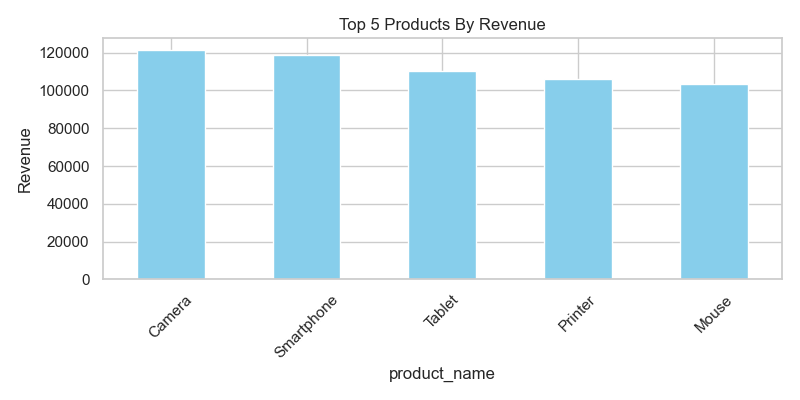 Top 5 Products By Revenue
120000
100000
80000
60000
40000
20000
0
Revenue
Camera
Smartphone
Tablet
Printer
Mouse
product_name